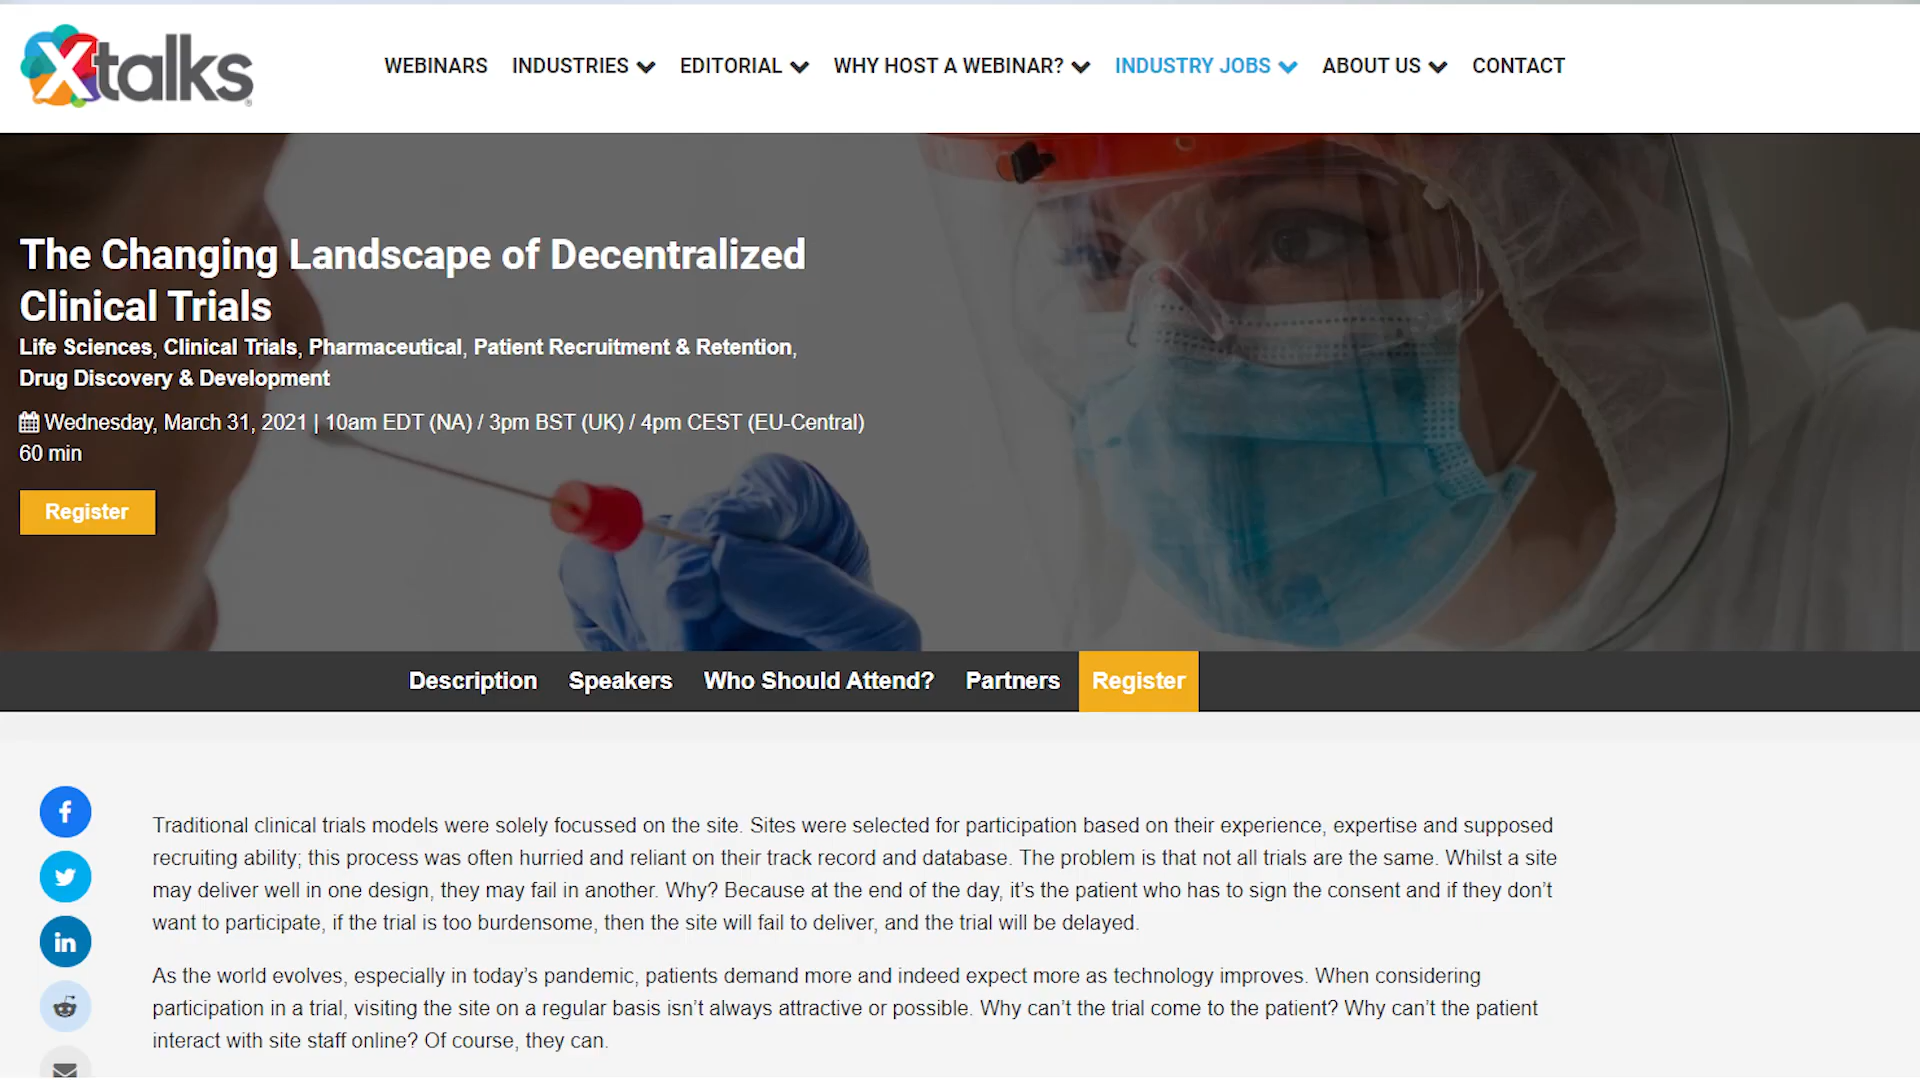 Xtalks
WEBINARS INDUSTRIES EDITORIAL WHY HOST A WEBINAR? INDUSTRY JOBS ABOUT US CONTACT
The Changing Landscape of Decentralized
Clinical Trials
Life Sciences, Clinical Trials, Pharmaceutical, Patient Recruitment & Retention,
Drug Discovery & Development
Wednesday, March 31, 2021 | 10am EDT (NA) / 3pm BST (UK) / 4pm CEST (EU-Central)
60 min
Register
Description Speakers Who Should Attend? Partners Register
Traditional clinical trials models were solely focussed on the site. Sites were selected for participation based on their experience, expertise and supposed
recruiting ability; this process was often hurried and reliant on their track record and database. The problem is that not all trials are the same. Whilst a site
may deliver well in one design, they may fail in another. Why? Because at the end of the day, it’s the patient who has to sign the consent and if they don’t
want to participate, if the trial is too burdensome, then the site will fail to deliver, and the trial will be delayed.
As the world evolves, especially in today’s pandemic, patients demand more and indeed expect more as technology improves. When considering
participation in a trial, visiting the site on a regular basis isn’t always attractive or possible. Why can’t the trial come to the patient? Why can’t the patient
interact with site staff online? Of course, they can.